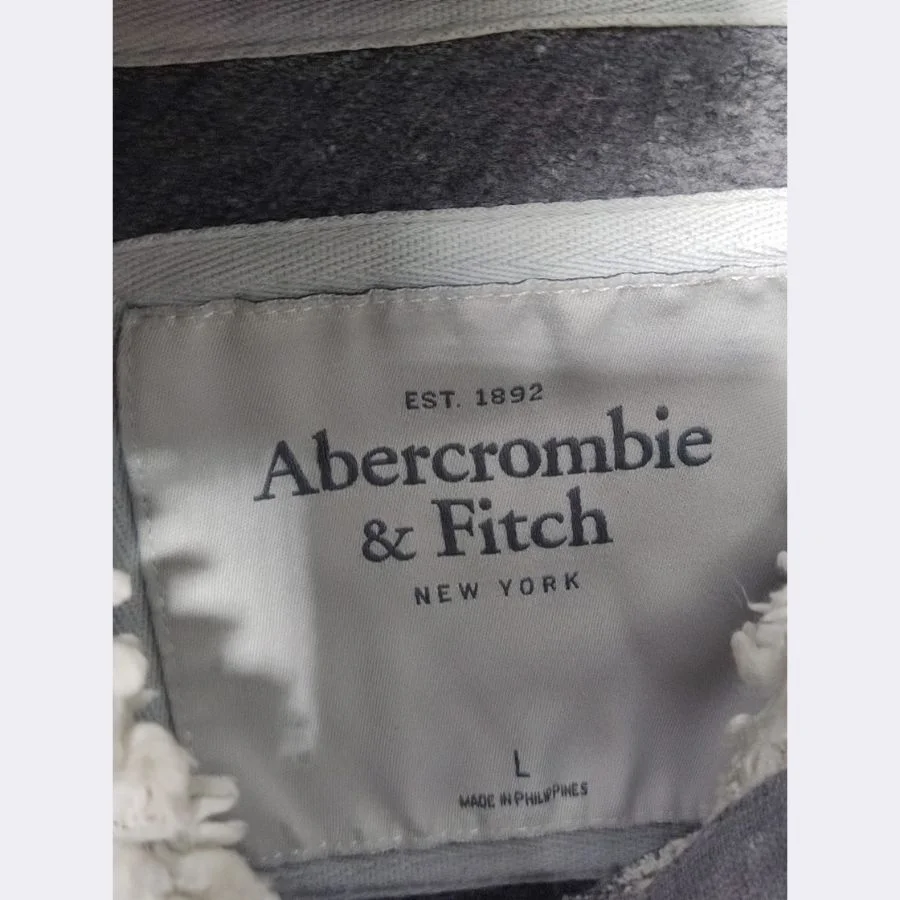 EST. 1892
Abercrombie
& Fitch
NEW YORK
L
MADE IN PHILIPPINES